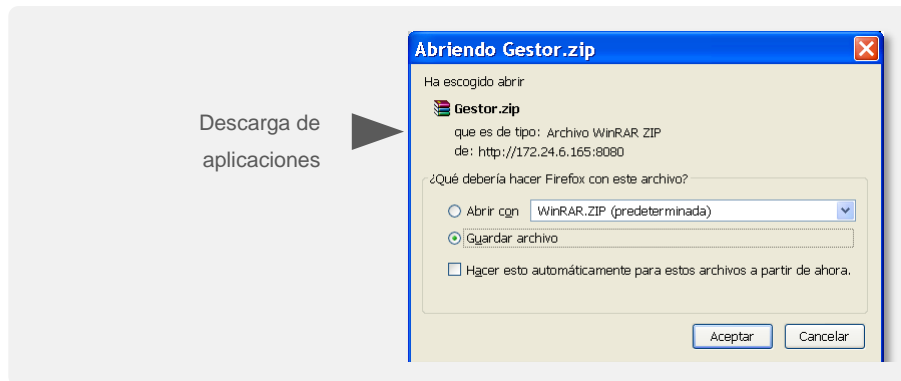 Descarga de
aplicaciones
Abriendo Gestor.zip
Ha escogido abrir
Gestor.zip
que es de tipo: Archivo WinRAR ZIP
de: http://172.24.6.165:8080
¿Qué debería hacer Firefox con este archivo?
Abrir con WinRAR.ZIP (predeterminada)
Guardar archivo
Hacer esto automáticamente para estos archivos a partir de ahora.
Aceptar Cancelar